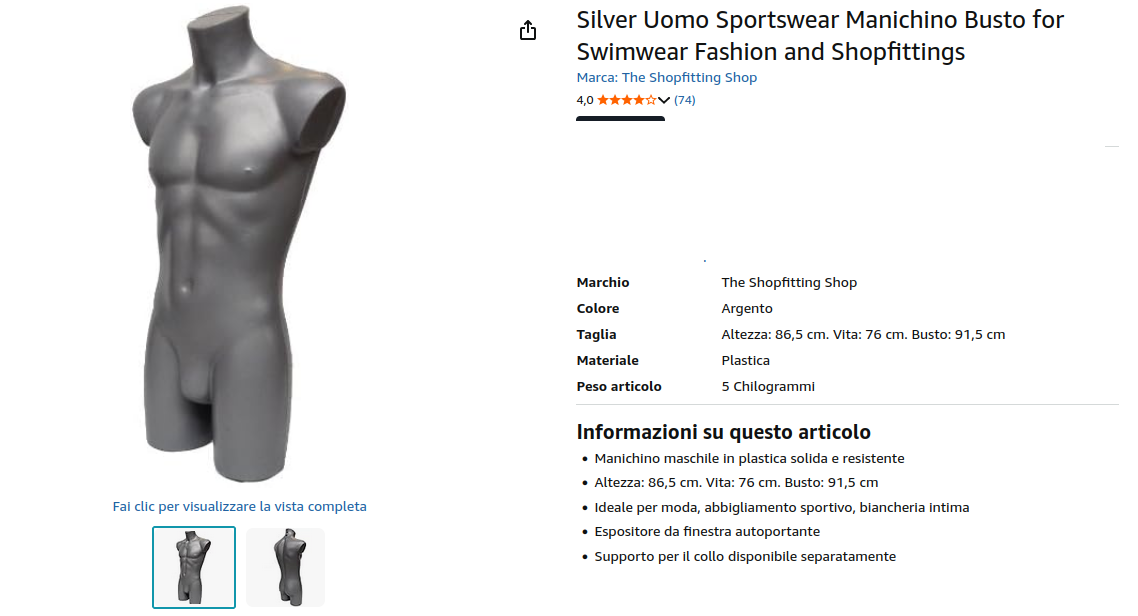 Silver Uomo Sportswear Manichino Busto for
Swimwear Fashion and Shopfittings
Marca: The Shopfitting Shop
4,0 (74)
Marchio The Shopfitting Shop
Colore Argento
Taglia Altezza: 86,5 cm. Vita: 76 cm. Busto: 91,5 cm
Materiale Plastica
Peso articolo 5 Chilogrammi
Informazioni su questo articolo
• Manichino maschile in plastica solida e resistente
• Altezza: 86,5 cm. Vita: 76 cm. Busto: 91,5 cm
• Ideale per moda, abbigliamento sportivo, biancheria intima
• Espositore da finestra autoportante
• Supporto per il collo disponibile separatamente
Fai clic per visualizzare la vista completa